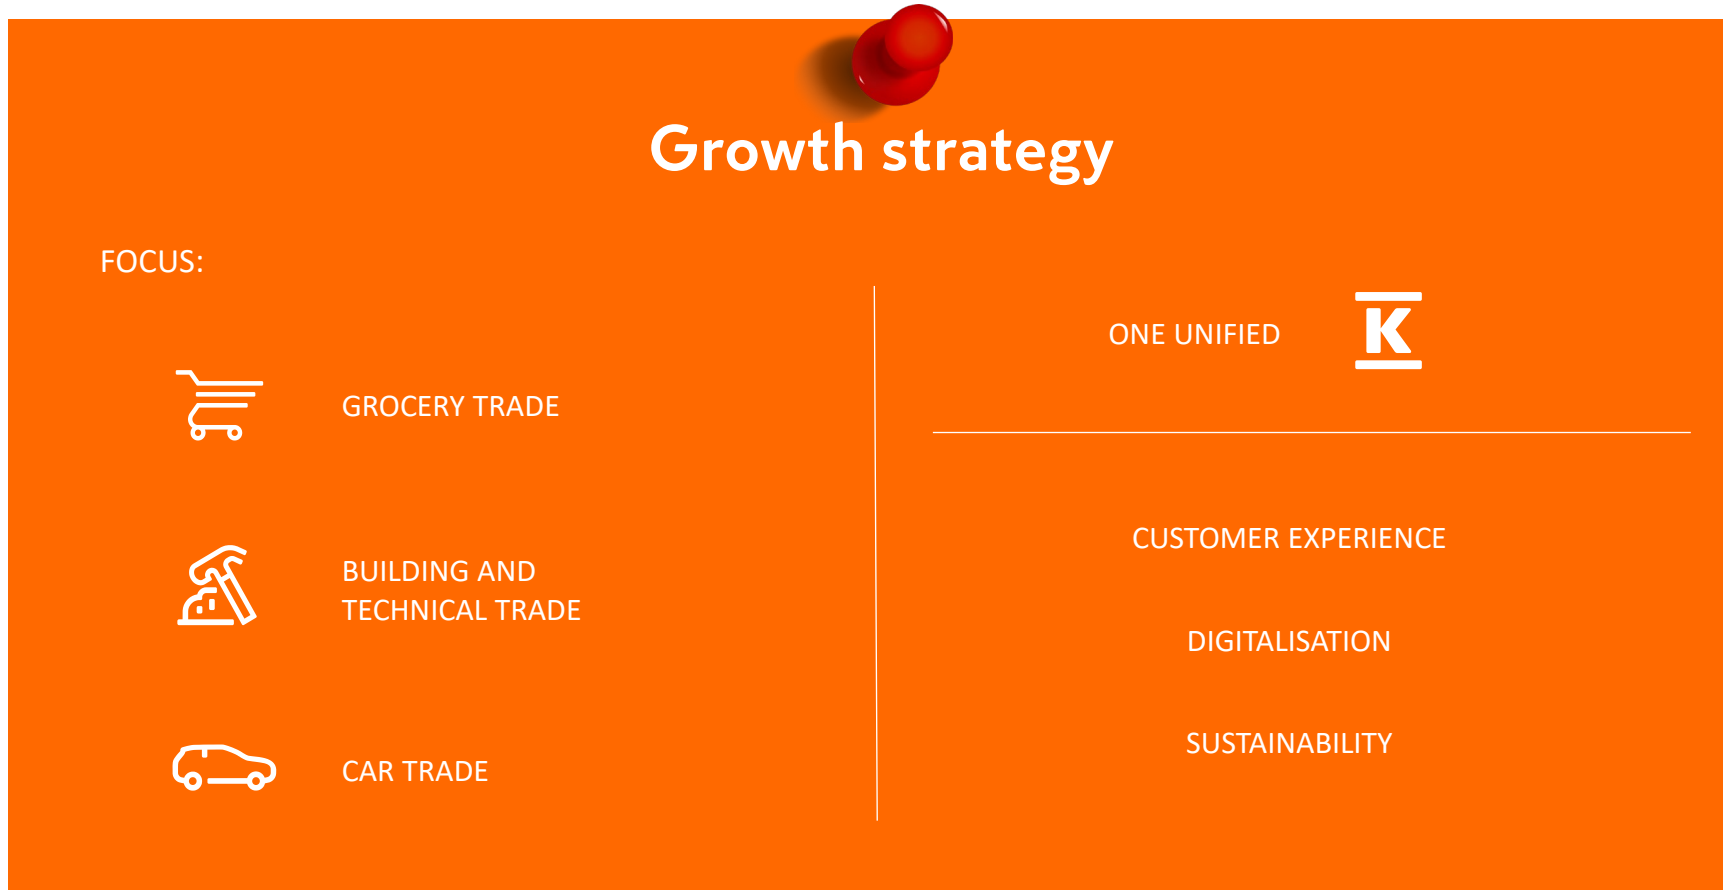 Growth strategy
FOCUS:
GROCERY TRADE
BUILDING AND
TECHNICAL TRADE
CAR TRADE
ONE UNIFIED K
CUSTOMER EXPERIENCE
DIGITALISATION
SUSTAINABILITY